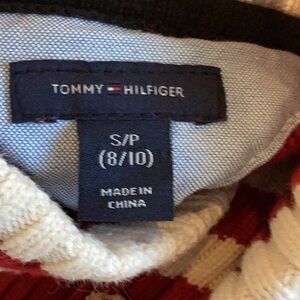 TOMMY HILFIGER
S/P
(8/10)
MADE IN
CHINA